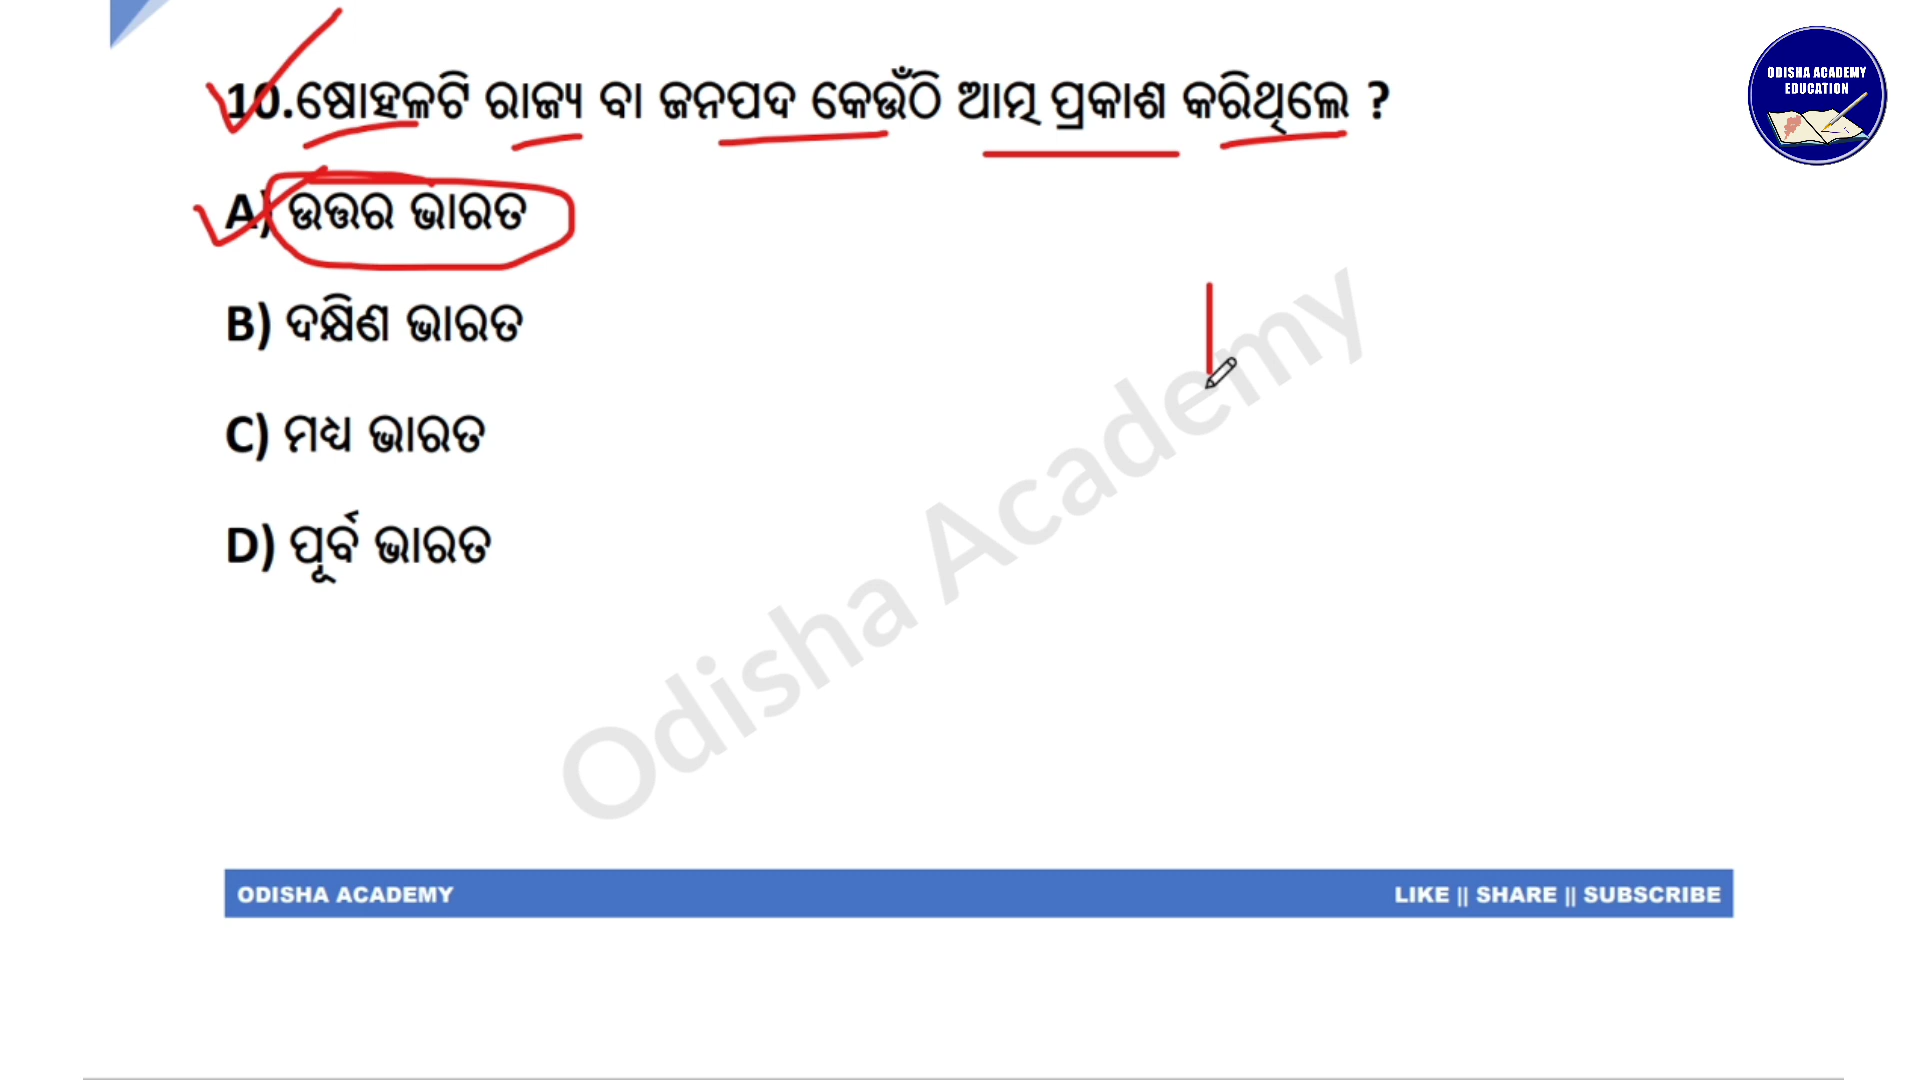 ODISHA ACADEMY
EDUCATION
10.ଷୋହଳଟି ରାଜ୍ୟ ବା ଜନପଦ କେଉଁଠି ଆତ୍ମ ପ୍ରକାଶ କରିଥିଲେ ?
A) ଉତ୍ତର ଭାରତ
B) ଦକ୍ଷିଣ ଭାରତ
C) ମଧ୍ୟ ଭାରତ
D) ପୂର୍ବ ଭାରତ
Odisha Academy
ODISHA ACADEMY LIKE || SHARE || SUBSCRIBE